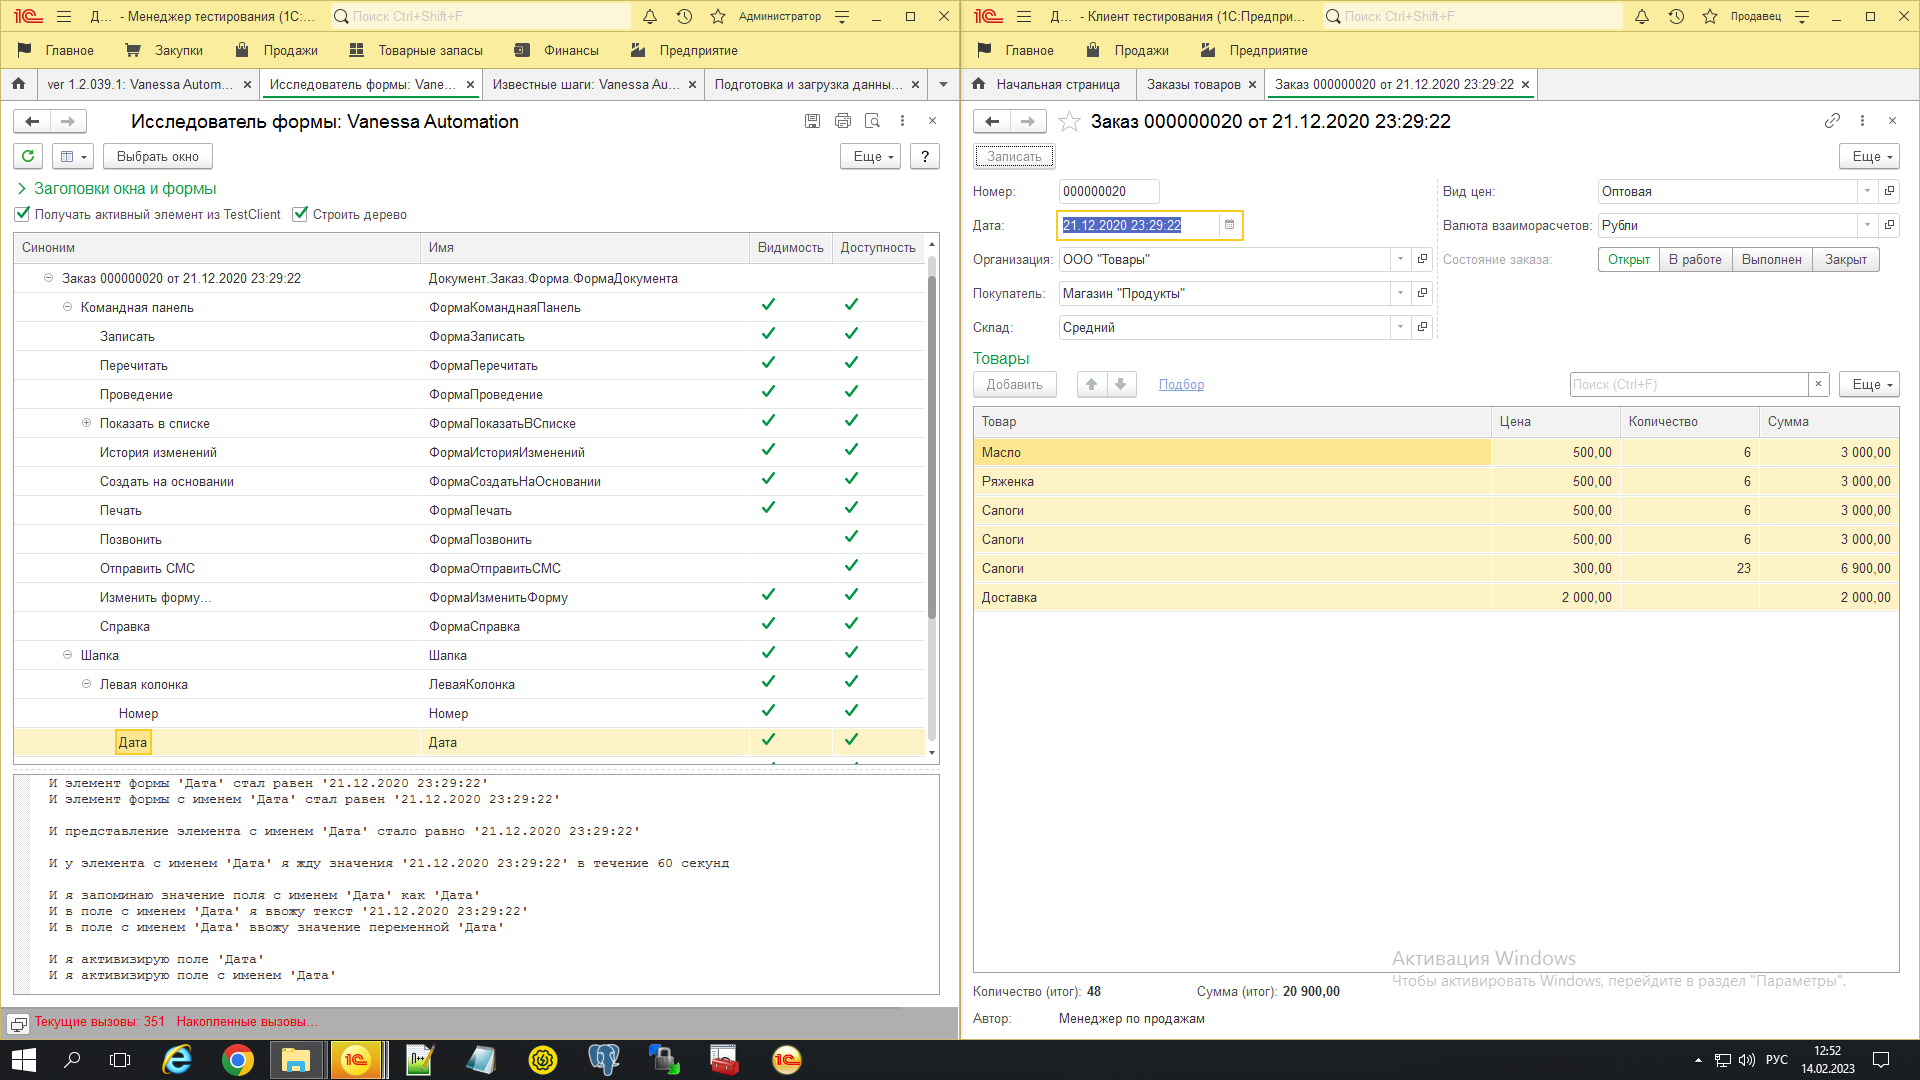 Д... - Менеджер тестирования (1С:...
Поиск Ctrl+Shift+F
Администратор
Главное
Закупки
Продажи
Товарные запасы
Финансы
Предприятие
ver 1.2.039.1: Vanessa Autom...
Исследователь формы: Vane...
Известные шаги: Vanessa Au...
Подготовка и загрузка данны...
Исследователь формы: Vanessa Automation
Выбрать окно
Еще
?
Заголовки окна и формы
Получать активный элемент из TestClient
Строить дерево
Синоним Имя Видимость Доступность
Заказ 000000020 от 21.12.2020 23:29:22 Документ.Заказ.Форма.ФормаДокумента
Командная панель ФормаКоманднаяПанель
Записать ФормаЗаписать
Перечитать ФормаПеречитать
Проведение ФормаПроведение
Показать в списке ФормаПоказатьВСписке
История изменений ФормаИсторияИзменений
Создать на основании ФормаСоздатьНаОсновании
Печать ФормаПечать
Позвонить ФормаПозвонить
Отправить СМС ФормаОтправитьСМС
Изменить форму... ФормаИзменитьФорму
Справка ФормаСправка
Шапка Шапка
Левая колонка ЛеваяКолонка
Номер Номер
Дата Дата
И элемент формы 'Дата' стал равен '21.12.2020 23:29:22'
И элемент формы с именем 'Дата' стал равен '21.12.2020 23:29:22'
И представление элемента с именем 'Дата' стало равно '21.12.2020 23:29:22'
И у элемента с именем 'Дата' я жду значения '21.12.2020 23:29:22' в течение 60 секунд
И я запоминаю значение поля с именем 'Дата' как 'Дата'
И в поле с именем 'Дата' я ввожу текст '21.12.2020 23:29:22'
И в поле с именем 'Дата' ввожу значение переменной 'Дата'
И я активизирую поле 'Дата'
И я активизирую поле с именем 'Дата'
Текущие вызовы: 351 Накопленные вызовы...
Д... - Клиент тестирования (1С:Предпри...
Поиск Ctrl+Shift+F
Продавец
Главное
Продажи
Предприятие
Начальная страница
Заказы товаров
Заказ 000000020 от 21.12.2020 23:29:22
Заказ 000000020 от 21.12.2020 23:29:22
Записать
Еще
Номер: 000000020
Вид цен: Оптовая
Дата: 21.12.2020 23:29:22
Валюта взаиморасчетов: Рубли
Организация: ООО "Товары"
Состояние заказа: Открыт В работе Выполнен Закрыт
Покупатель: Магазин "Продукты"
Склад: Средний
Товары
Добавить
Подбор
Поиск (Ctrl+F)
Еще
Товар Цена Количество Сумма
Масло 500,00 6 3 000,00
Ряженка 500,00 6 3 000,00
Сапоги 500,00 6 3 000,00
Сапоги 500,00 6 3 000,00
Сапоги 300,00 23 6 900,00
Доставка 2 000,00 2 000,00
Активация Windows
Чтобы активировать Windows, перейдите в раздел "Параметры".
Количество (итог): 48 Сумма (итог): 20 900,00
Автор: Менеджер по продажам
РУС
12:52
14.02.2023